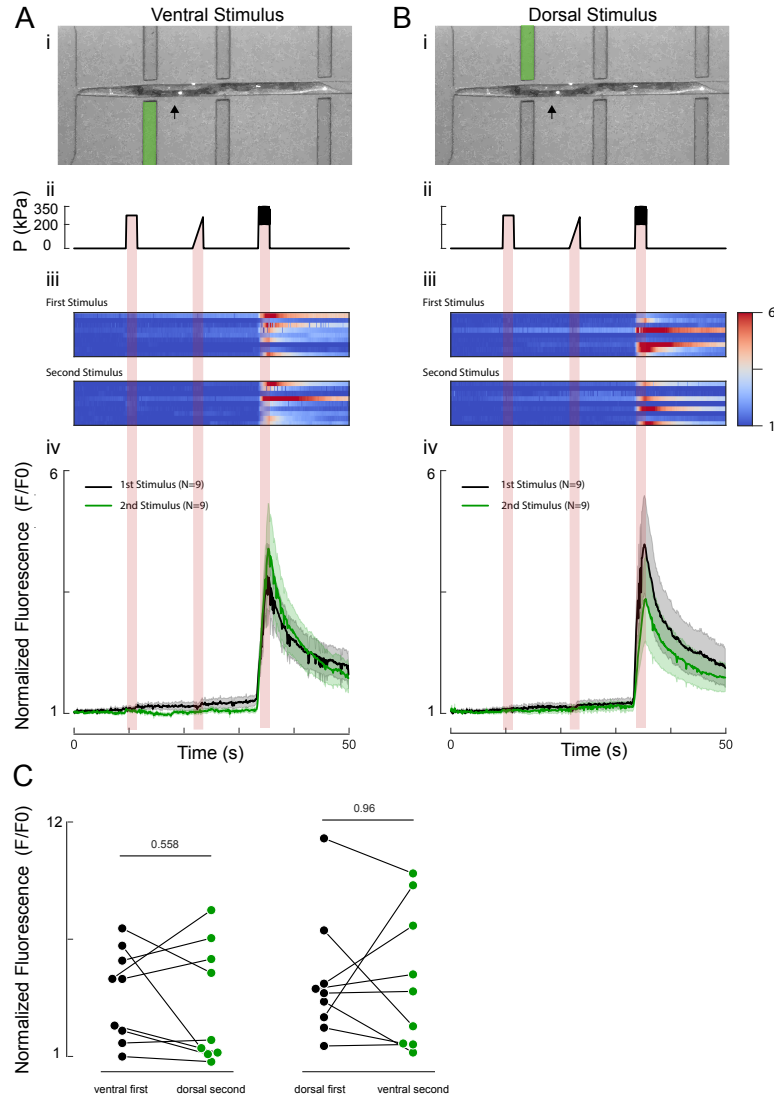 A Ventral Stimulus
B Dorsal Stimulus
i
i
ii
ii
P (kPa)
350
200
0
iii
iii
First Stimulus
First Stimulus
Second Stimulus
Second Stimulus
6
1
iv
iv
Normalized Fluorescence (F/F0)
6
1
1st Stimulus (N=9)
2nd Stimulus (N=9)
0
Time (s)
50
6
1
1st Stimulus (N=9)
2nd Stimulus (N=9)
0
Time (s)
50
C
Normalized Fluorescence (F/F0)
12
1
0.558
0.96
ventral first
dorsal second
dorsal first
ventral second